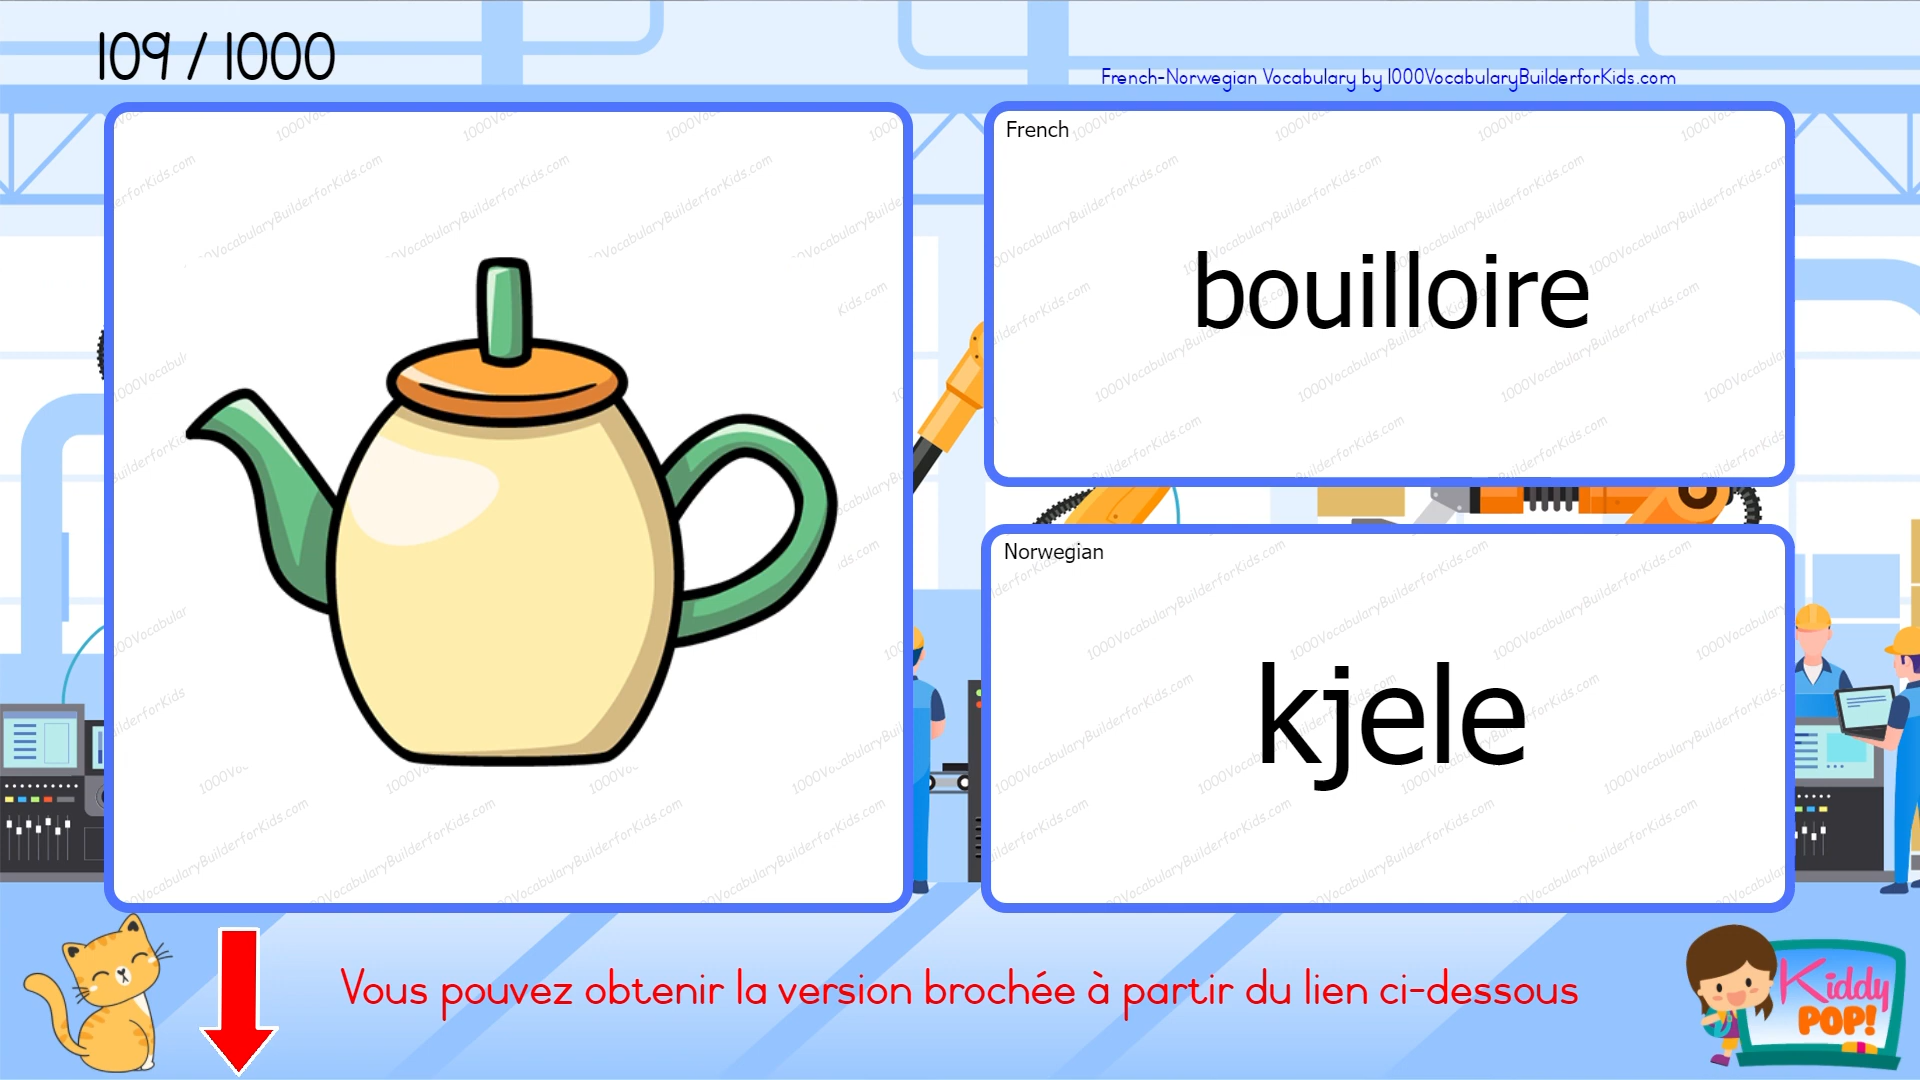 109 / 1000
French-Norwegian Vocabulary by 1000VocabularyBuilderforKids.com
French
bouilloire
Norwegian
kjele
Vous pouvez obtenir la version brochée à partir du lien ci-dessous
Kiddy
POP!